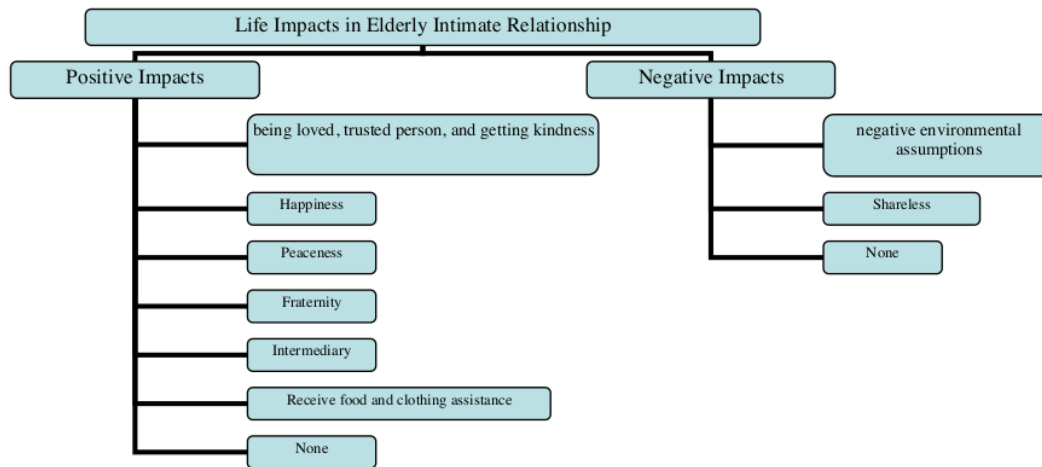 Life Impacts in Elderly Intimate Relationship
Positive Impacts
being loved, trusted person, and getting kindness
Happiness
Peaceness
Fraternity
Intermediary
Receive food and clothing assistance
None
Negative Impacts
negative environmental
assumptions
Shareless
None